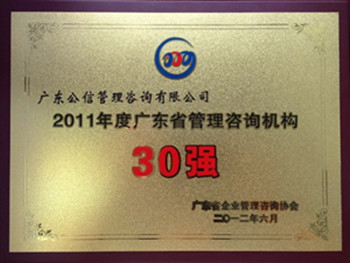 广东公信管理咨询有限公司
2011年度广东省管理咨询机构
30强
广东省企业管理咨询协会
二〇一二年六月